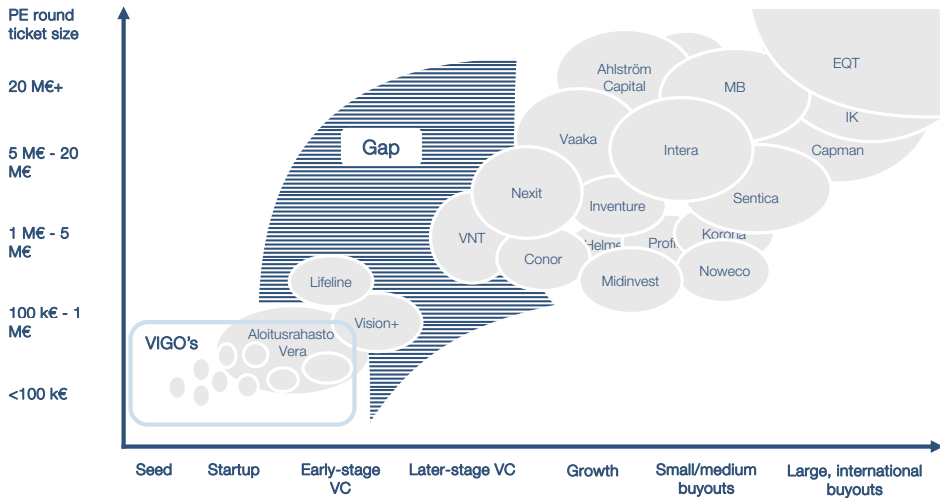 PE round
ticket size
20 M€+
5 M€ - 20
M€
1 M€ - 5
M€
100 k€ - 1
M€
<100 k€
Gap
VIGO's
Lifeline
Vision+
Aloitusrahasto
Vera
VNT
Nexit
Conor
Vaaka
Ahlström
Capital
MB
EQT
IK
Capman
Intera
Sentica
Inventure
Helme
Profi
Korona
Midinvest
Noweco
Seed
Startup
Early-stage
VC
Later-stage VC
Growth
Small/medium
buyouts
Large, international
buyouts